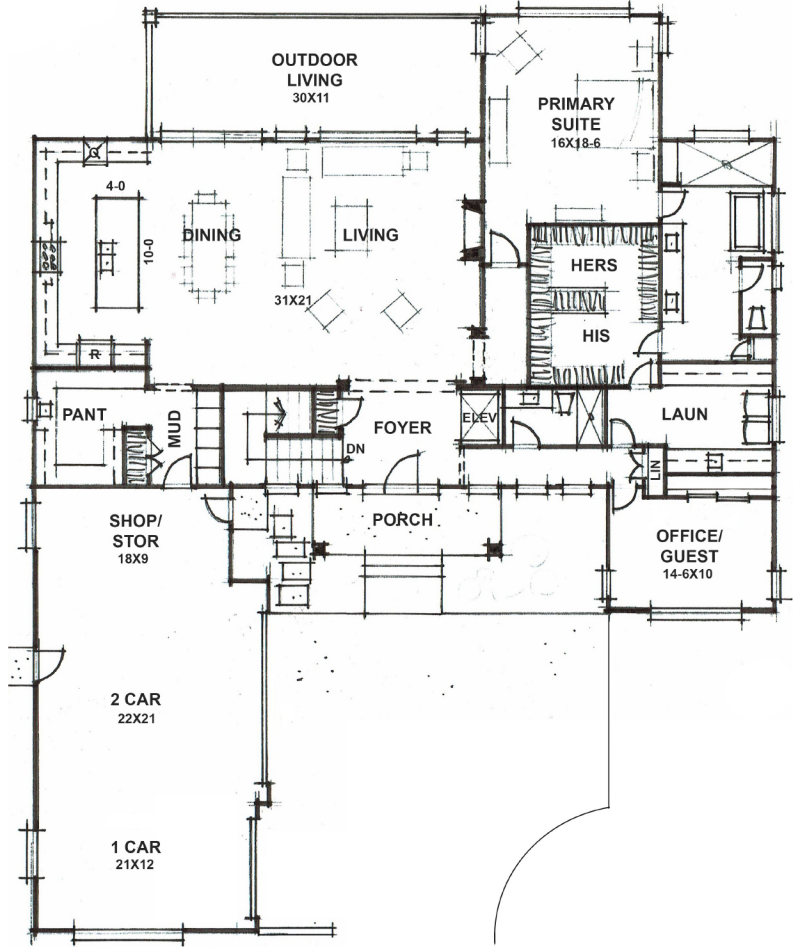 OUTDOOR
LIVING
30X11
PRIMARY
SUITE
16X18-6
4-0
10-0
DINING
LIVING
31X21
HERS
HIS
R
PANT
MUD
FOYER
DN
ELEV
LAUN
LIN
SHOP/
STOR
18X9
PORCH
OFFICE/
GUEST
14-6X10
2 CAR
22X21
1 CAR
21X12